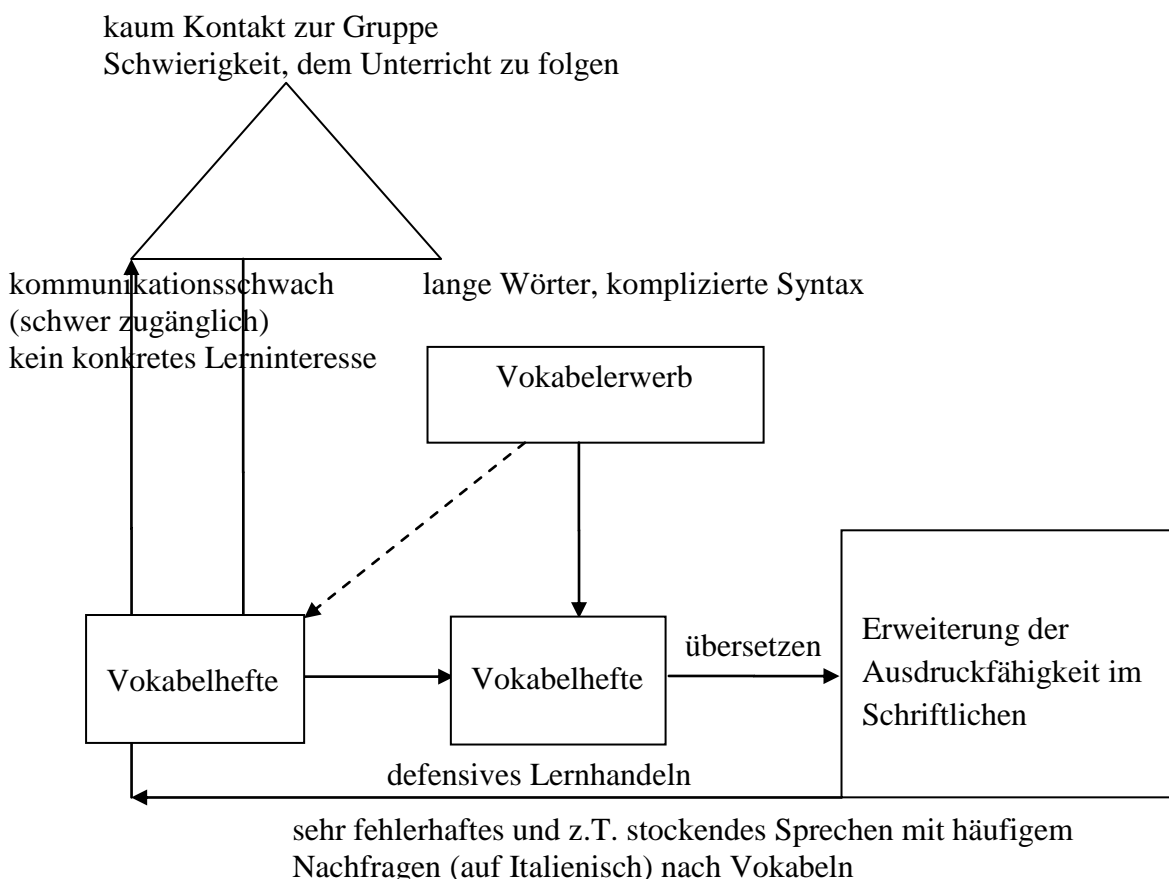 kaum Kontakt zur Gruppe
Schwierigkeit, dem Unterricht zu folgen
kommunikationsschwach
(schwer zugänglich)
kein konkretes Lerninteresse
lange Wörter, komplizierte Syntax
Vokabelerwerb
Vokabelhefte
Vokabelhefte
übersetzen
Erweiterung der
Ausdruckfähigkeit im
Schriftlichen
defensives Lernhandeln
sehr fehlerhaftes und z.T. stockendes Sprechen mit häufigem
Nachfragen (auf Italienisch) nach Vokabeln